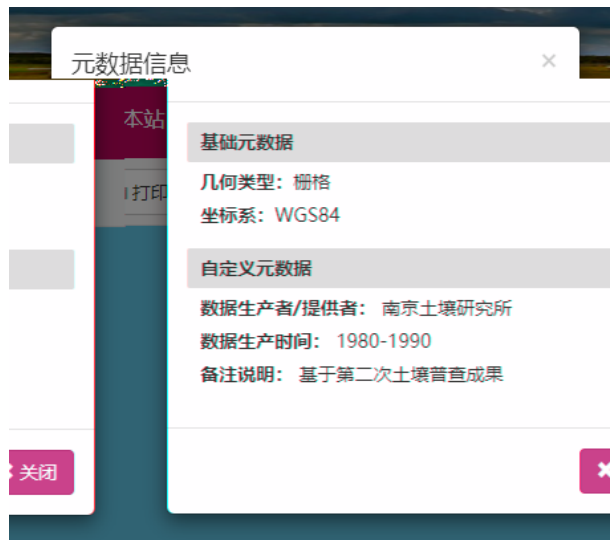 元数据信息
×
本站
基础元数据
几何类型：栅格
打印
坐标系：WGS84
自定义元数据
数据生产者/提供者： 南京土壤研究所
数据生产时间： 1980-1990
备注说明： 基于第二次土壤普查成果
关闭